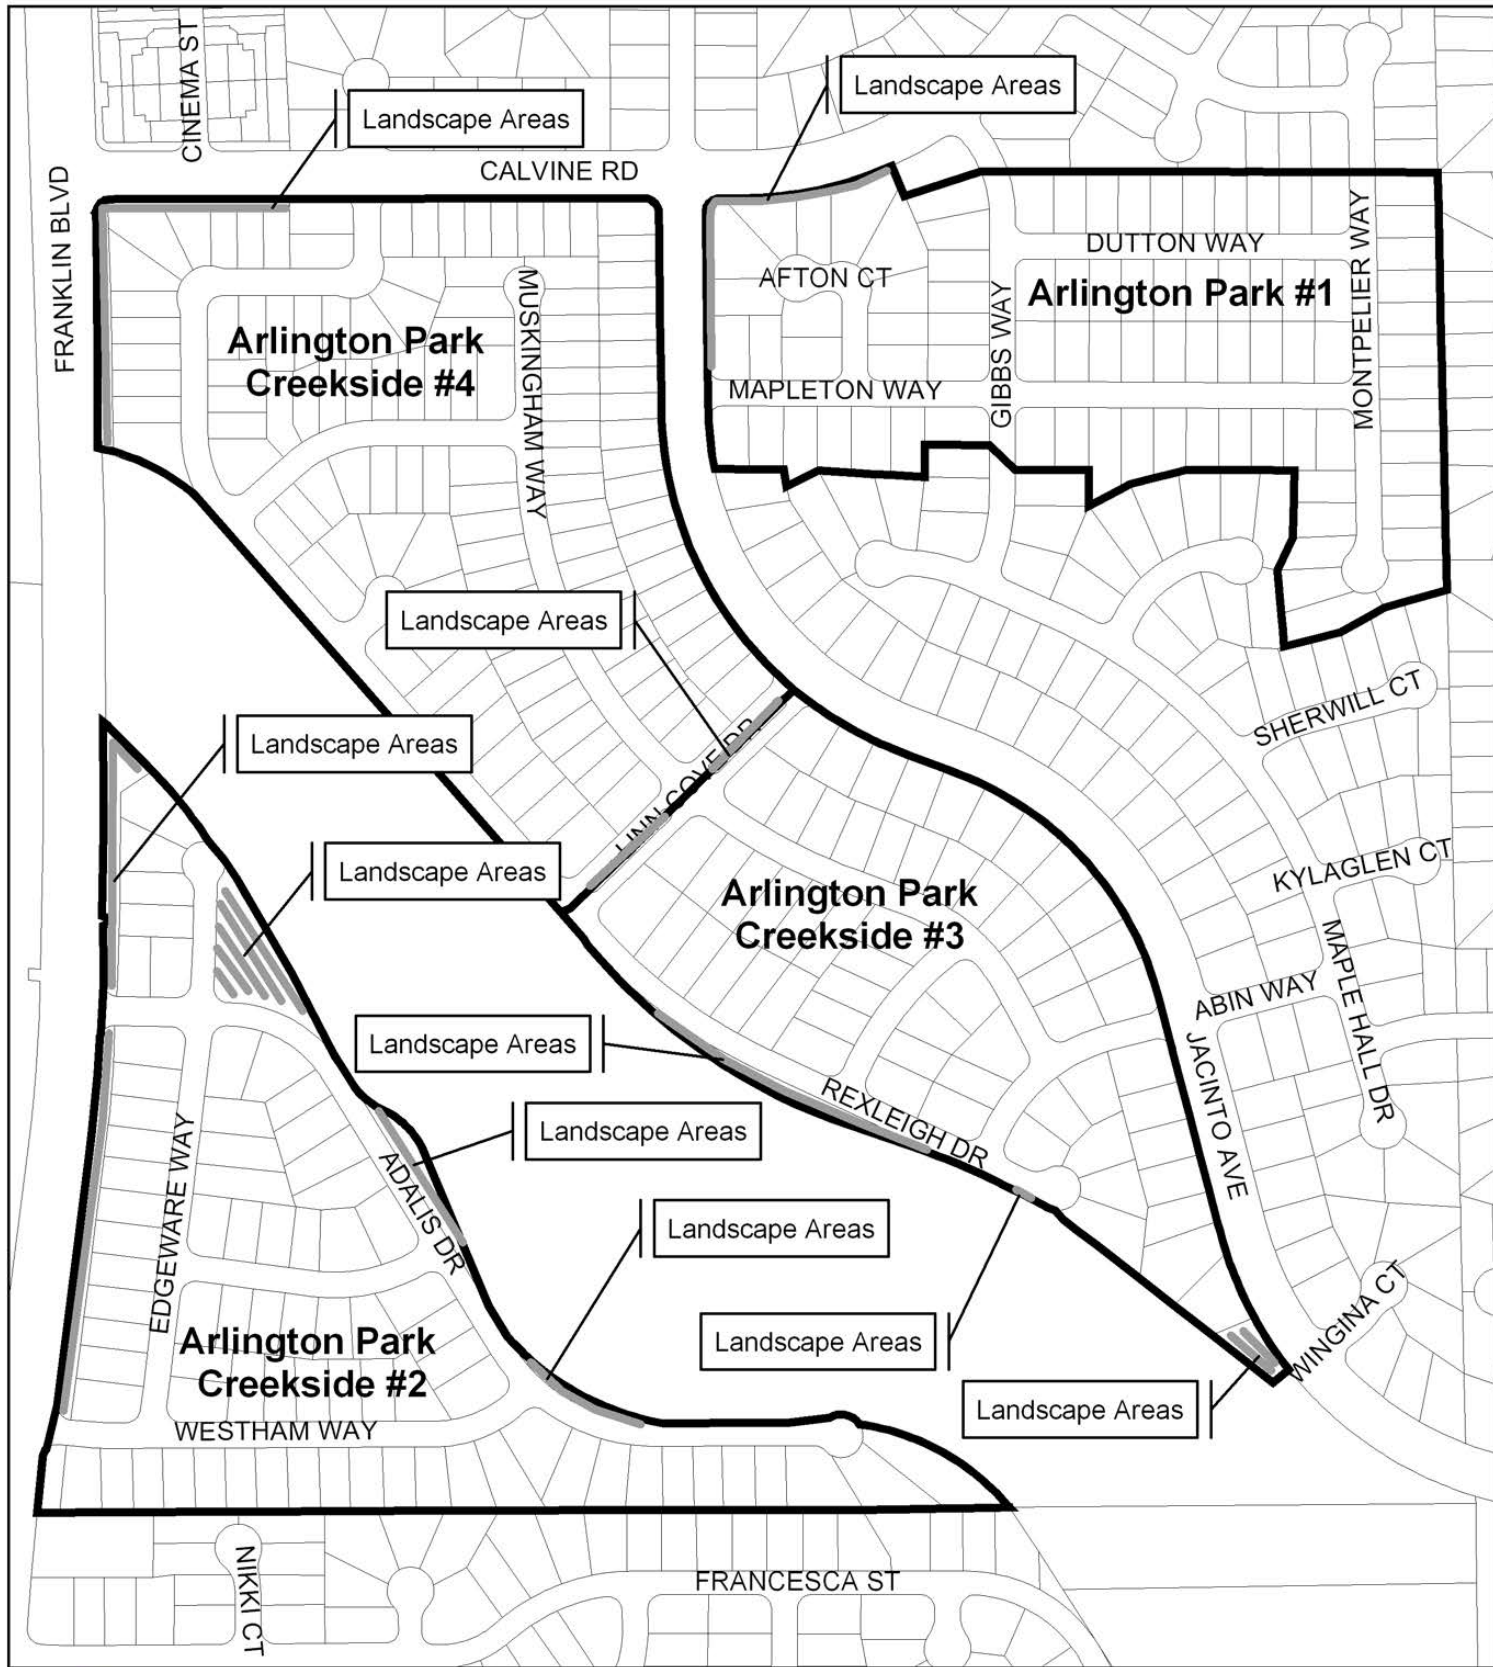 CINEMA ST
Landscape Areas
Landscape Areas
CALVINE RD
FRANKLIN BLVD
MONTPELIER WAY
DUTTON WAY
AFTON CT
Arlington Park #1
GIBBS WAY
MUSKINGHAM WAY
Arlington Park
Creekside #4
MAPLETON WAY
Landscape Areas
SHERWILL CT
Landscape Areas
LINN COVE DR
Landscape Areas
KYLAGLEN CT
Arlington Park
Creekside #3
MAPLE HALL DR
ABIN WAY
Landscape Areas
JACINTO AVE
REXLEIGH DR
Landscape Areas
EDGEWARE WAY
ADALIS DR
Landscape Areas
WINGINA CT
Arlington Park
Creekside #2
Landscape Areas
Landscape Areas
WESTHAM WAY
NIKKI CT
FRANCESCA ST